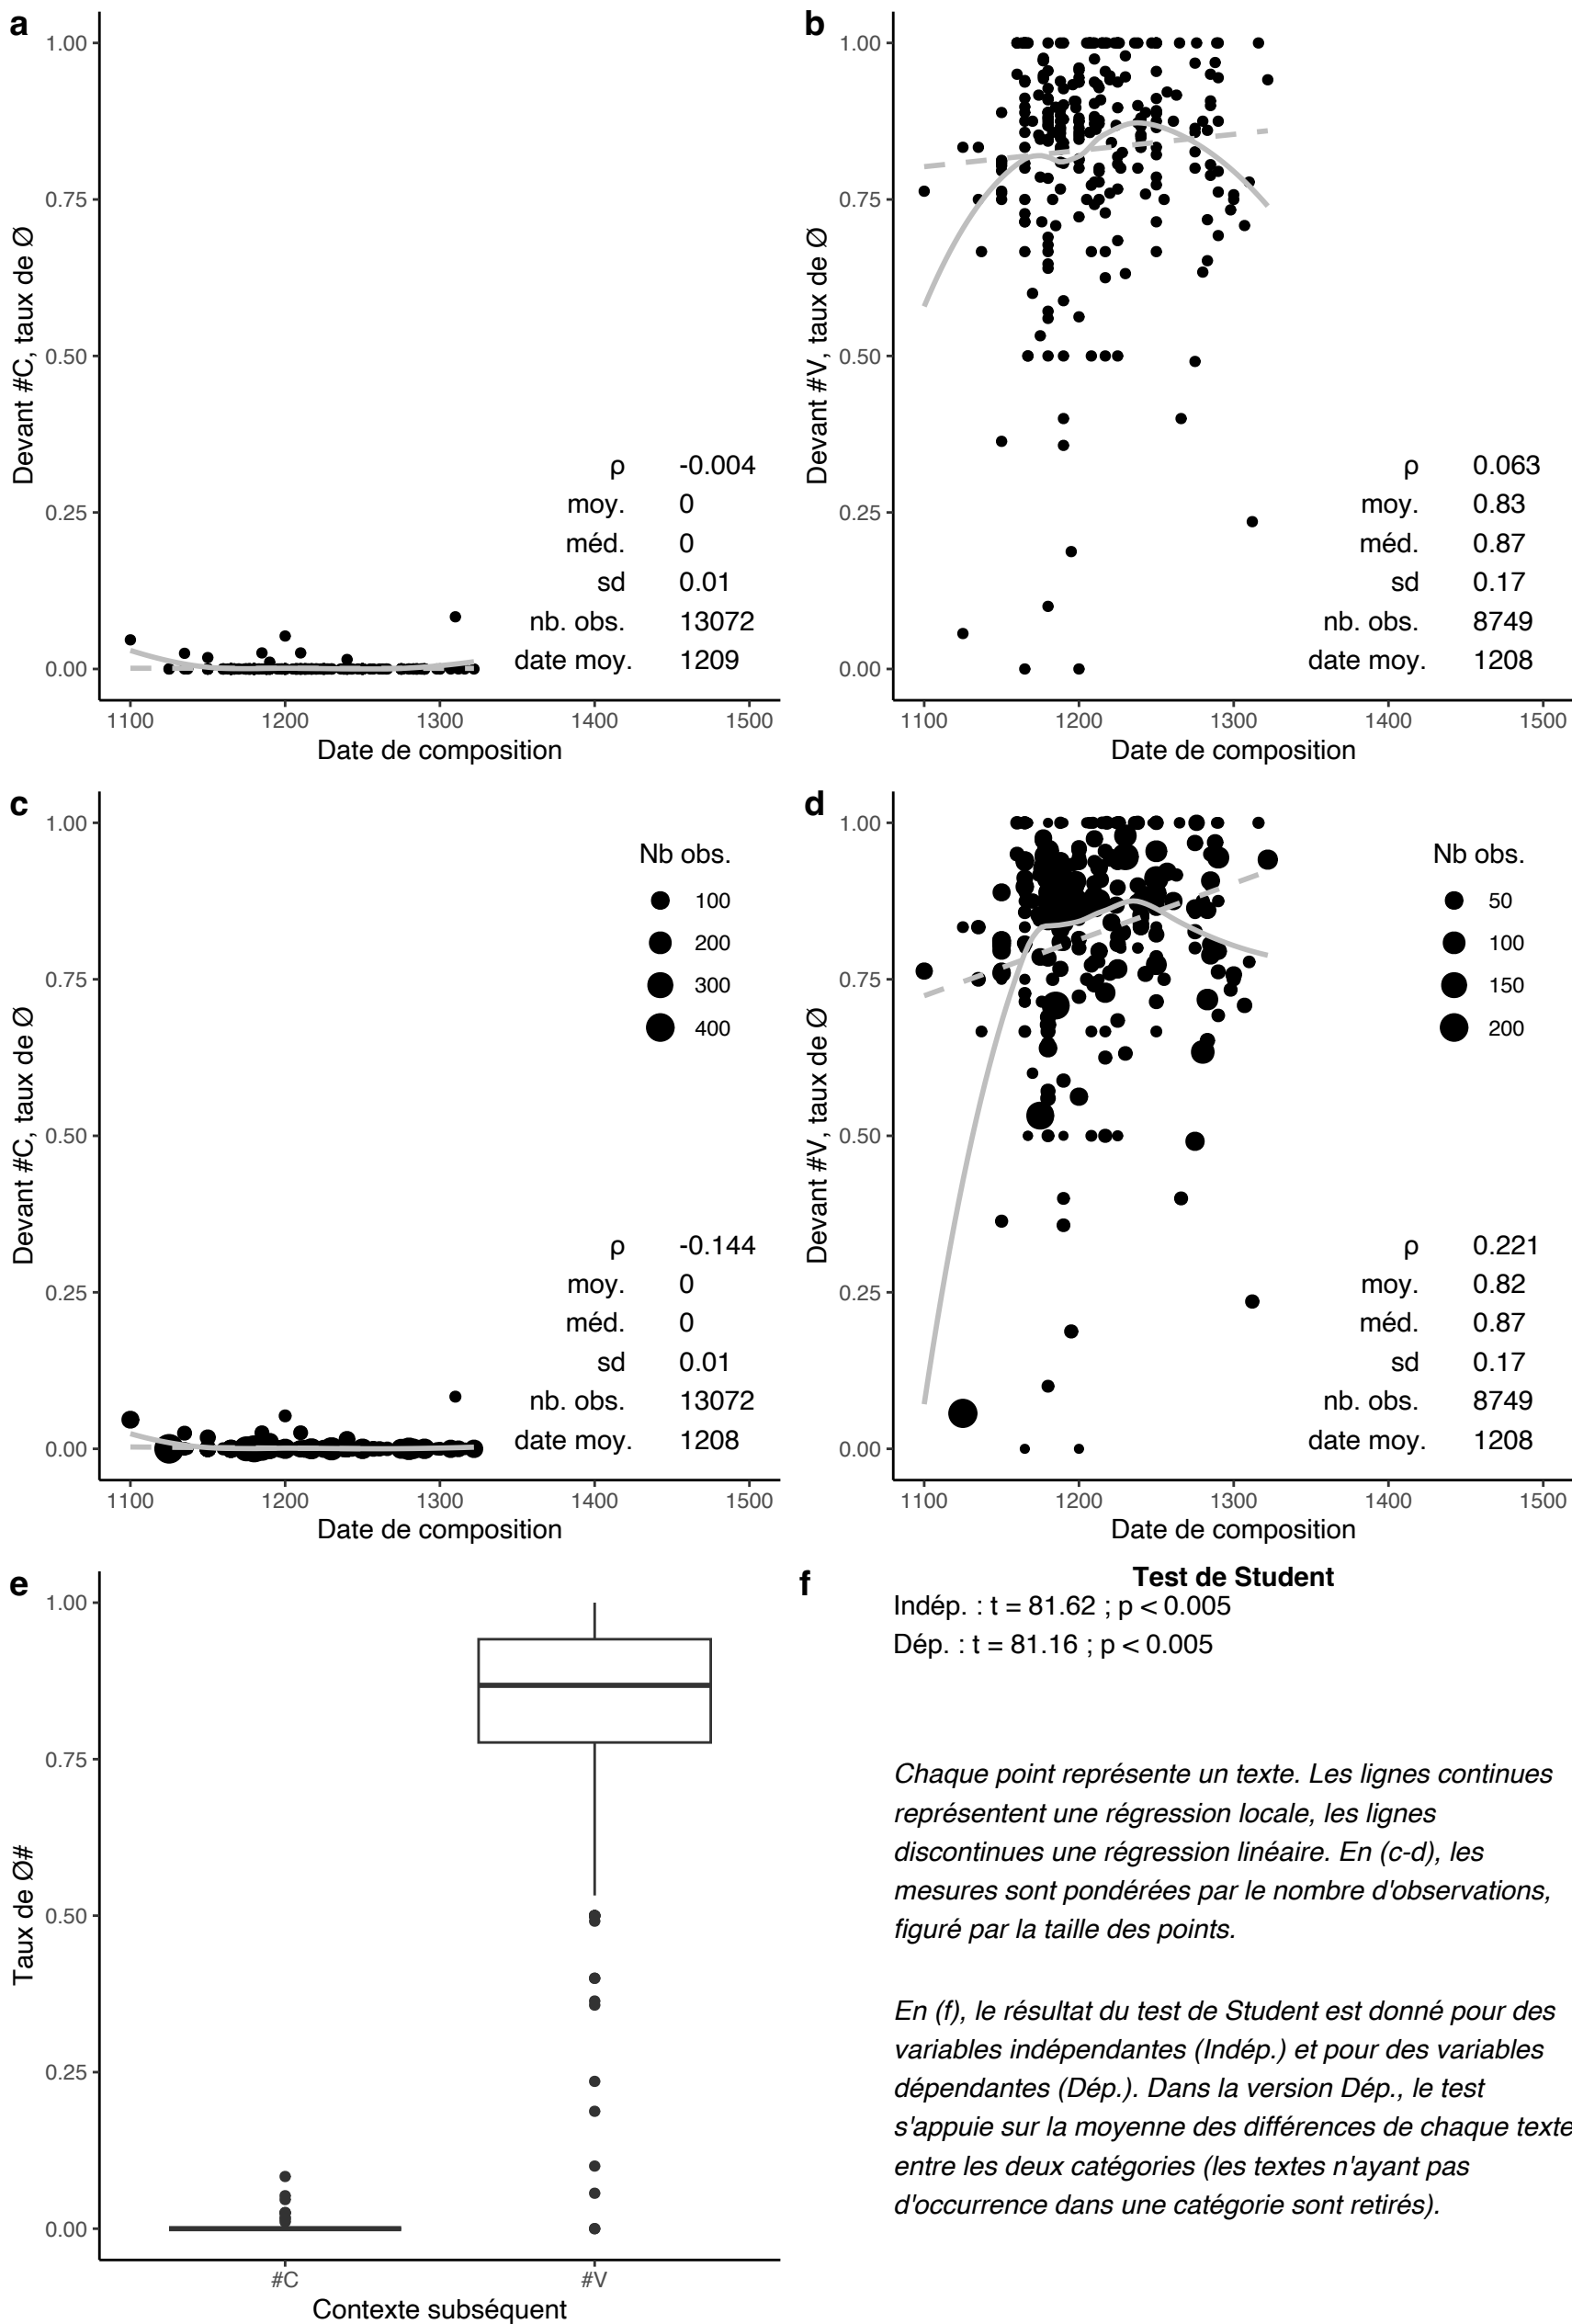 a
Devant #C, taux de Ø
1.00
0.75
0.50
0.25
0.00
ρ -0.004
moy. 0
méd. 0
sd 0.01
nb. obs. 13072
date moy. 1209
1100 1200 1300 1400 1500
Date de composition
b
Devant #V, taux de Ø
1.00
0.75
0.50
0.25
0.00
ρ 0.063
moy. 0.83
méd. 0.87
sd 0.17
nb. obs. 8749
date moy. 1208
1100 1200 1300 1400 1500
Date de composition
c
Devant #C, taux de Ø
1.00
0.75
0.50
0.25
0.00
Nb obs.
100
200
300
400
ρ -0.144
moy. 0
méd. 0
sd 0.01
nb. obs. 13072
date moy. 1208
1100 1200 1300 1400 1500
Date de composition
d
Devant #V, taux de Ø
1.00
0.75
0.50
0.25
0.00
Nb obs.
50
100
150
200
ρ 0.221
moy. 0.82
méd. 0.87
sd 0.17
nb. obs. 8749
date moy. 1208
1100 1200 1300 1400 1500
Date de composition
e
Taux de Ø#
1.00
0.75
0.50
0.25
0.00
#C #V
Contexte subséquent
f
Test de Student
Indép. : t = 81.62 ; p < 0.005
Dép. : t = 81.16 ; p < 0.005
Chaque point représente un texte. Les lignes continues
représentent une régression locale, les lignes
discontinues une régression linéaire. En (c-d), les
mesures sont pondérées par le nombre d'observations,
figuré par la taille des points.
En (f), le résultat du test de Student est donné pour des
variables indépendantes (Indép.) et pour des variables
dépendantes (Dép.). Dans la version Dép., le test
s'appuie sur la moyenne des différences de chaque texte
entre les deux catégories (les textes n'ayant pas
d'occurrence dans une catégorie sont retirés).